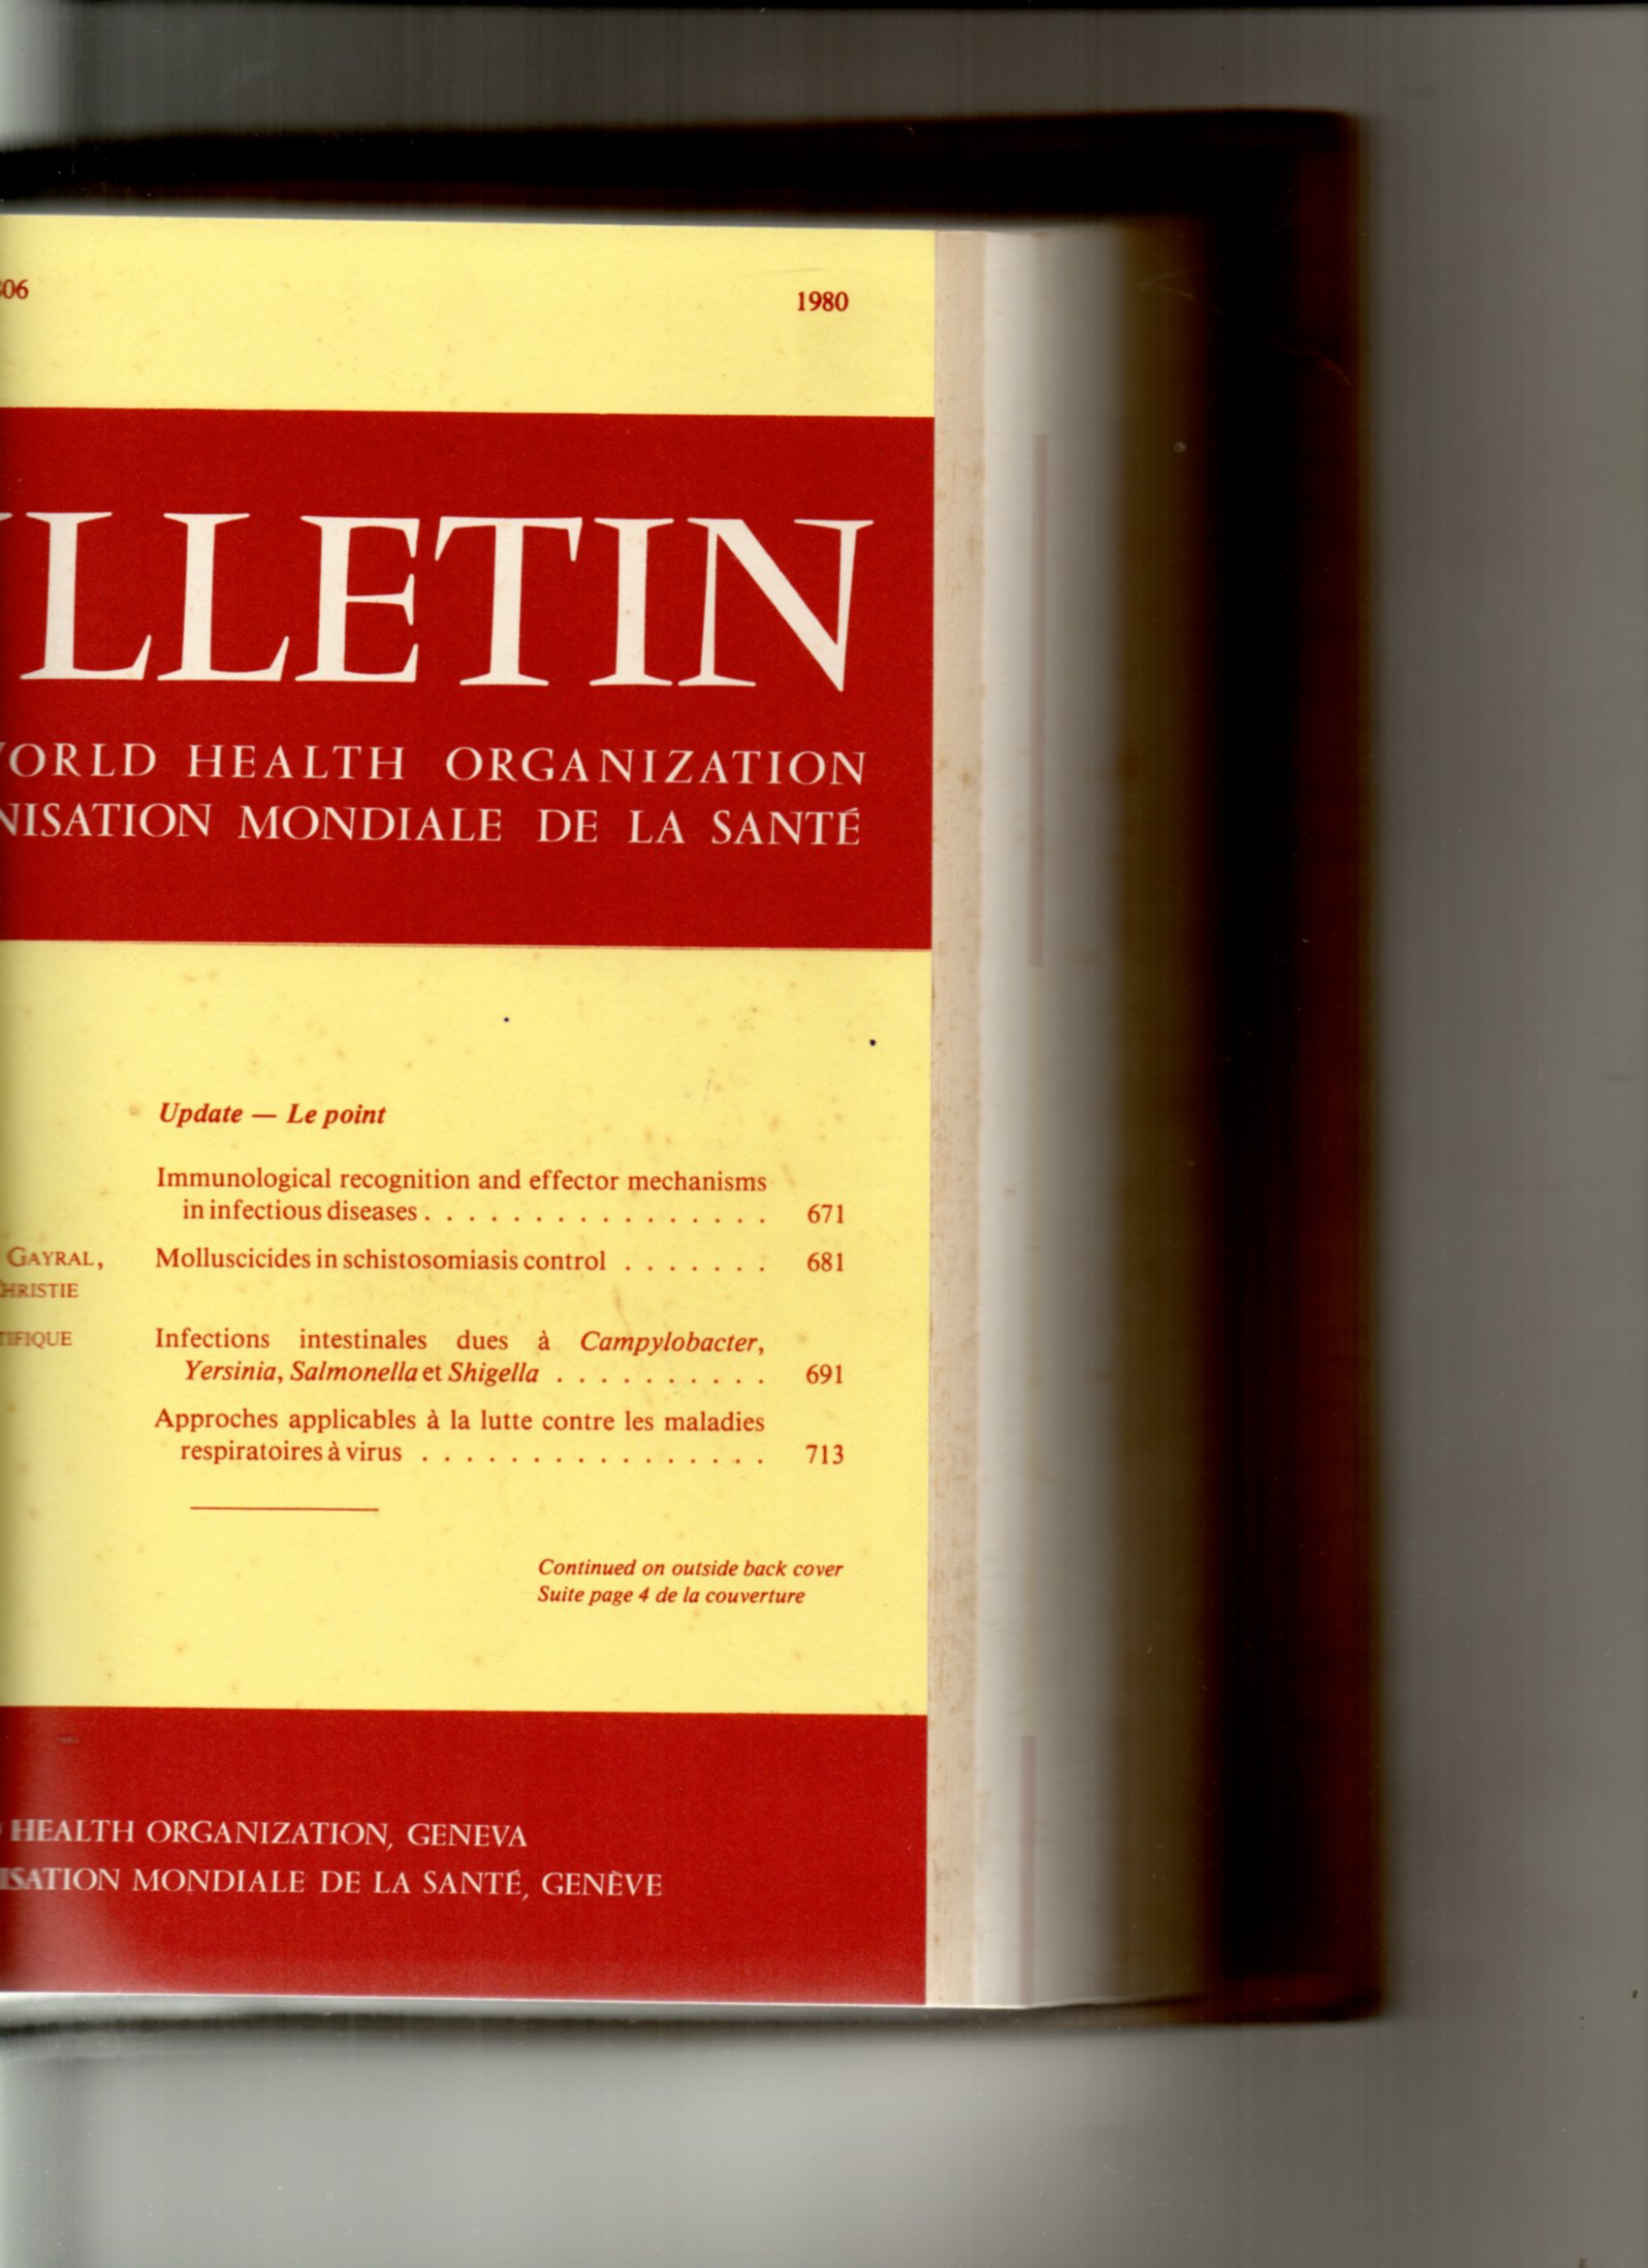 1980
LLETIN
WORLD HEALTH ORGANIZATION
NISATION MONDIALE DE LA SANTÉ
Update — Le point
Immunological recognition and effector mechanisms
in infectious diseases . . . . . . . . . . . . . . . . 671
GAYRAL, Molluscicides in schistosomiasis control . . . . . . . 681
CHRISTIE
TIFIQUE Infections intestinales dues à Campylobacter,
Yersinia, Salmonella et Shigella . . . . . . . . . . 691
Approches applicables à la lutte contre les maladies
respiratoires à virus . . . . . . . . . . . . . . . . 713
Continued on outside back cover
Suite page 4 de la couverture
HEALTH ORGANIZATION, GENEVA
ISATION MONDIALE DE LA SANTÉ, GENÈVE